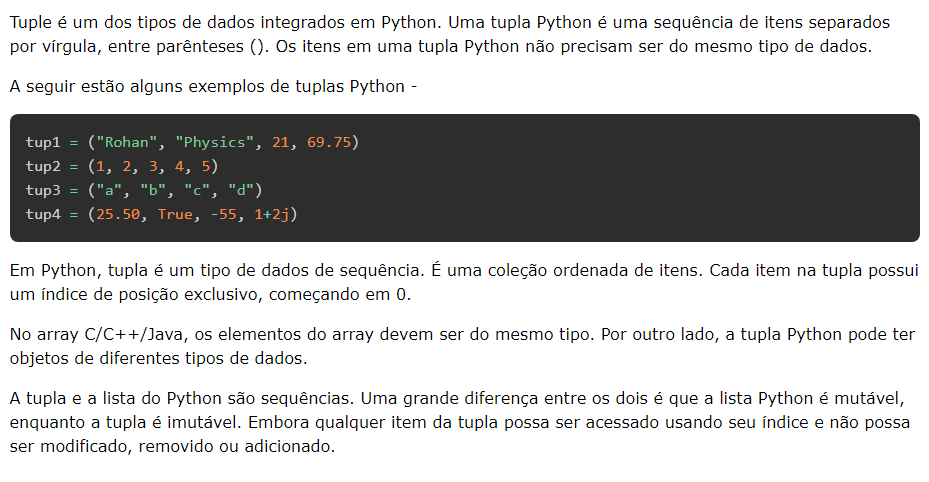 Tuple é um dos tipos de dados integrados em Python. Uma tupla Python é uma sequência de itens separados
por vírgula, entre parênteses (). Os itens em uma tupla Python não precisam ser do mesmo tipo de dados.
A seguir estão alguns exemplos de tuplas Python -
tup1 = ("Rohan", "Physics", 21, 69.75)
tup2 = (1, 2, 3, 4, 5)
tup3 = ("a", "b", "c", "d")
tup4 = (25.50, True, -55, 1+2j)
Em Python, tupla é um tipo de dados de sequência. É uma coleção ordenada de itens. Cada item na tupla possui
um índice de posição exclusivo, começando em 0.
No array C/C++/Java, os elementos do array devem ser do mesmo tipo. Por outro lado, a tupla Python pode ter
objetos de diferentes tipos de dados.
A tupla e a lista do Python são sequências. Uma grande diferença entre os dois é que a lista Python é mutável,
enquanto a tupla é imutável. Embora qualquer item da tupla possa ser acessado usando seu índice e não possa
ser modificado, removido ou adicionado.